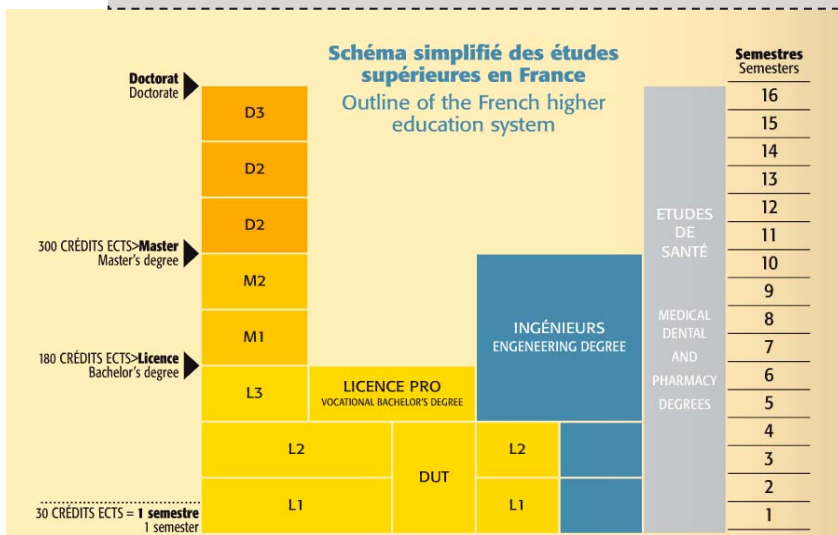 Schéma simplifié des études
supérieures en France
Outline of the French higher
education system
Semestres
Semesters
Doctorat
Doctorate
300 CRÉDITS ECTS>Master
Master's degree
180 CRÉDITS ECTS>Licence
Bachelor's degree
30 CRÉDITS ECTS = 1 semestre
1 semester
D3
D2
D2
M2
M1
L3
LICENCE PRO
VOCATIONAL BACHELOR'S DEGREE
L2
L1
DUT
L2
L1
INGÉNIEURS
ENGENEERING DEGREE
ETUDES
DE
SANTÉ
MEDICAL
DENTAL
AND
PHARMACY
DEGREES
16
15
14
13
12
11
10
9
8
7
6
5
4
3
2
1